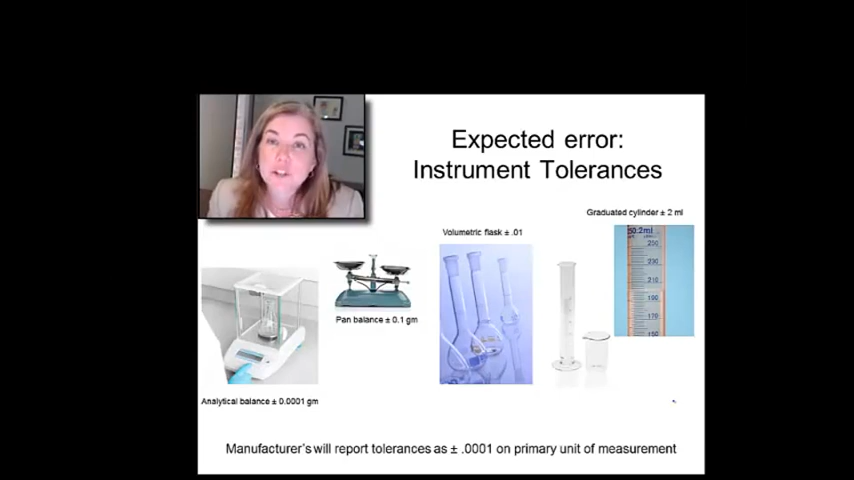 Expected error:
Instrument Tolerances
Graduated cylinder ± 2 ml
Volumetric flask ± .01
Pan balance ± 0.1 gm
Analytical balance ± 0.0001 gm
Manufacturer's will report tolerances as ± .0001 on primary unit of measurement